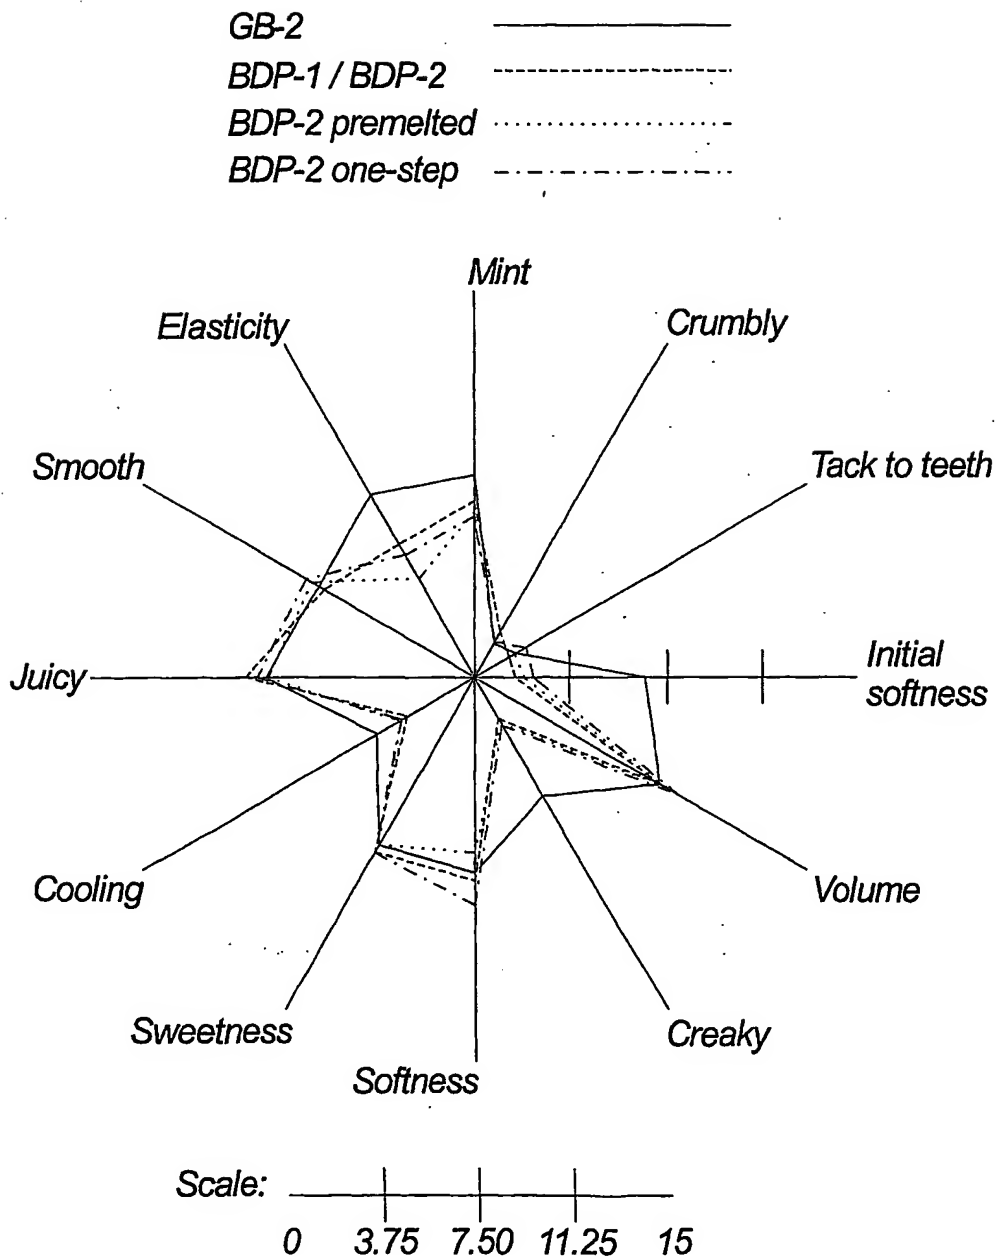 GB-2
BDP-1 / BDP-2
BDP-2 premelted
BDP-2 one-step
Mint
Elasticity
Crumbly
Smooth
Tack to teeth
Juicy
Initial
softness
Cooling
Volume
Sweetness
Creaky
Softness
Scale:
0 3.75 7.50 11.25 15